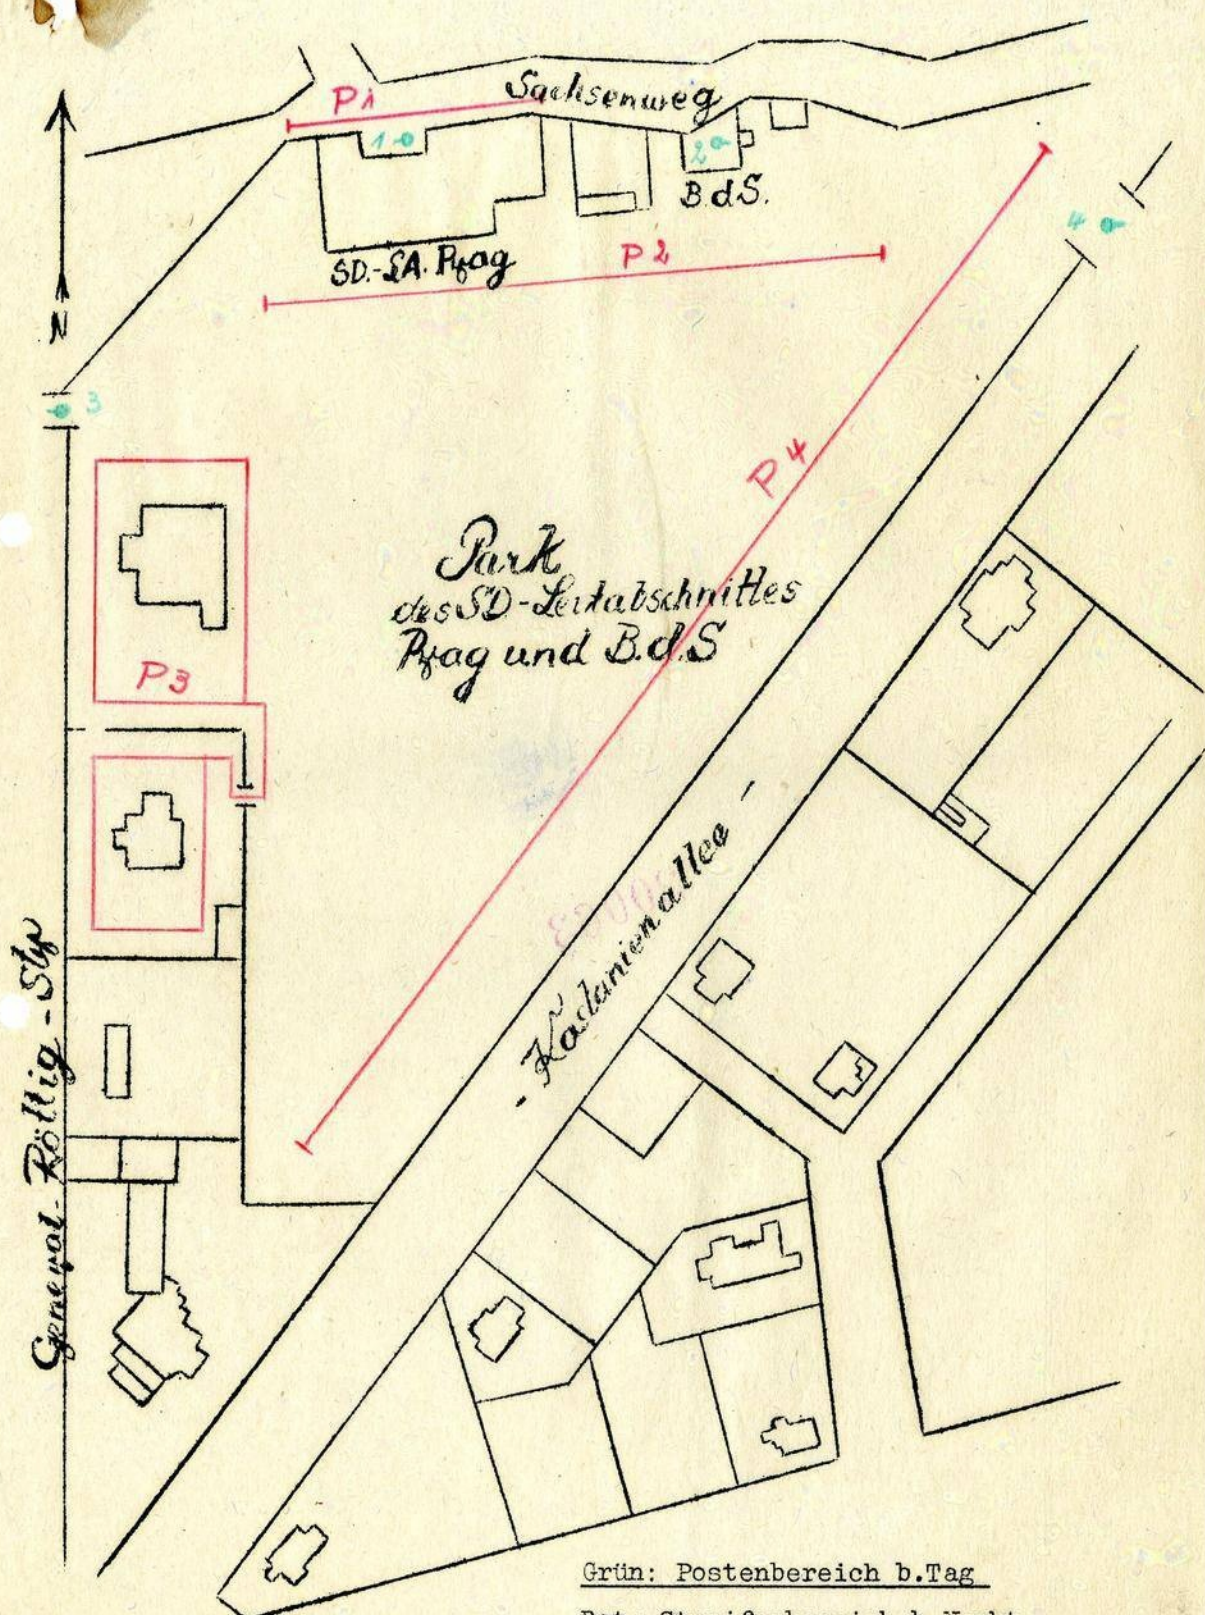 Sachsenweg
P1
1
2
B.d.S.
SD.-LA. Prag
P2
4
N
3
P4
Park
des SD-Leitabschnittes
Prag und B.d.S
P3
- Kastanienallee -
General-Röttig-Str
Grün: Postenbereich b.Tag